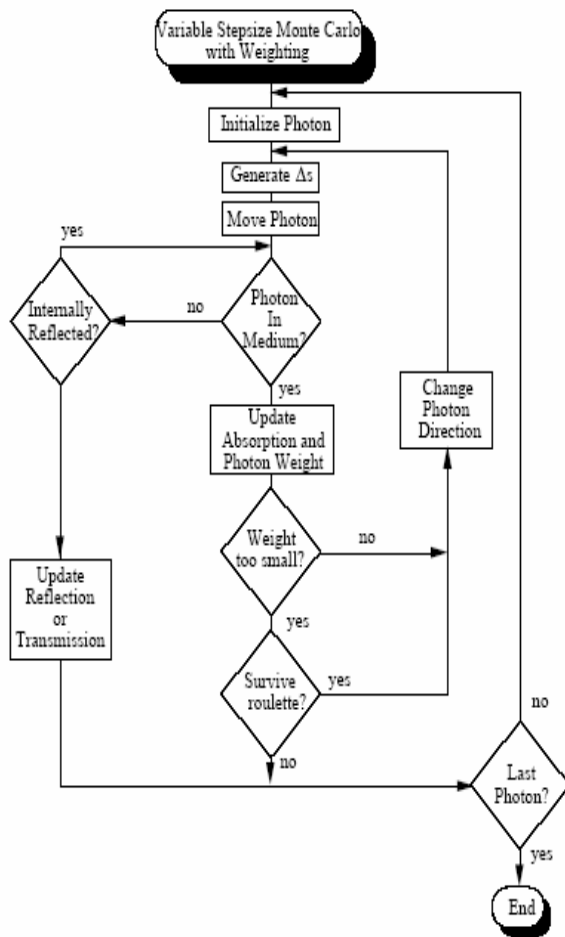 Variable Stepsize Monte Carlo
with Weighting
Initialize Photon
Generate Δs
Move Photon
yes
Internally
Reflected?
no
Photon
In
Medium?
yes
Change
Photon
Direction
Update
Absorption and
Photon Weight
Weight
too small?
no
Update
Reflection
or
Transmission
yes
Survive
roulette?
yes
no
no
Last
Photon?
yes
End